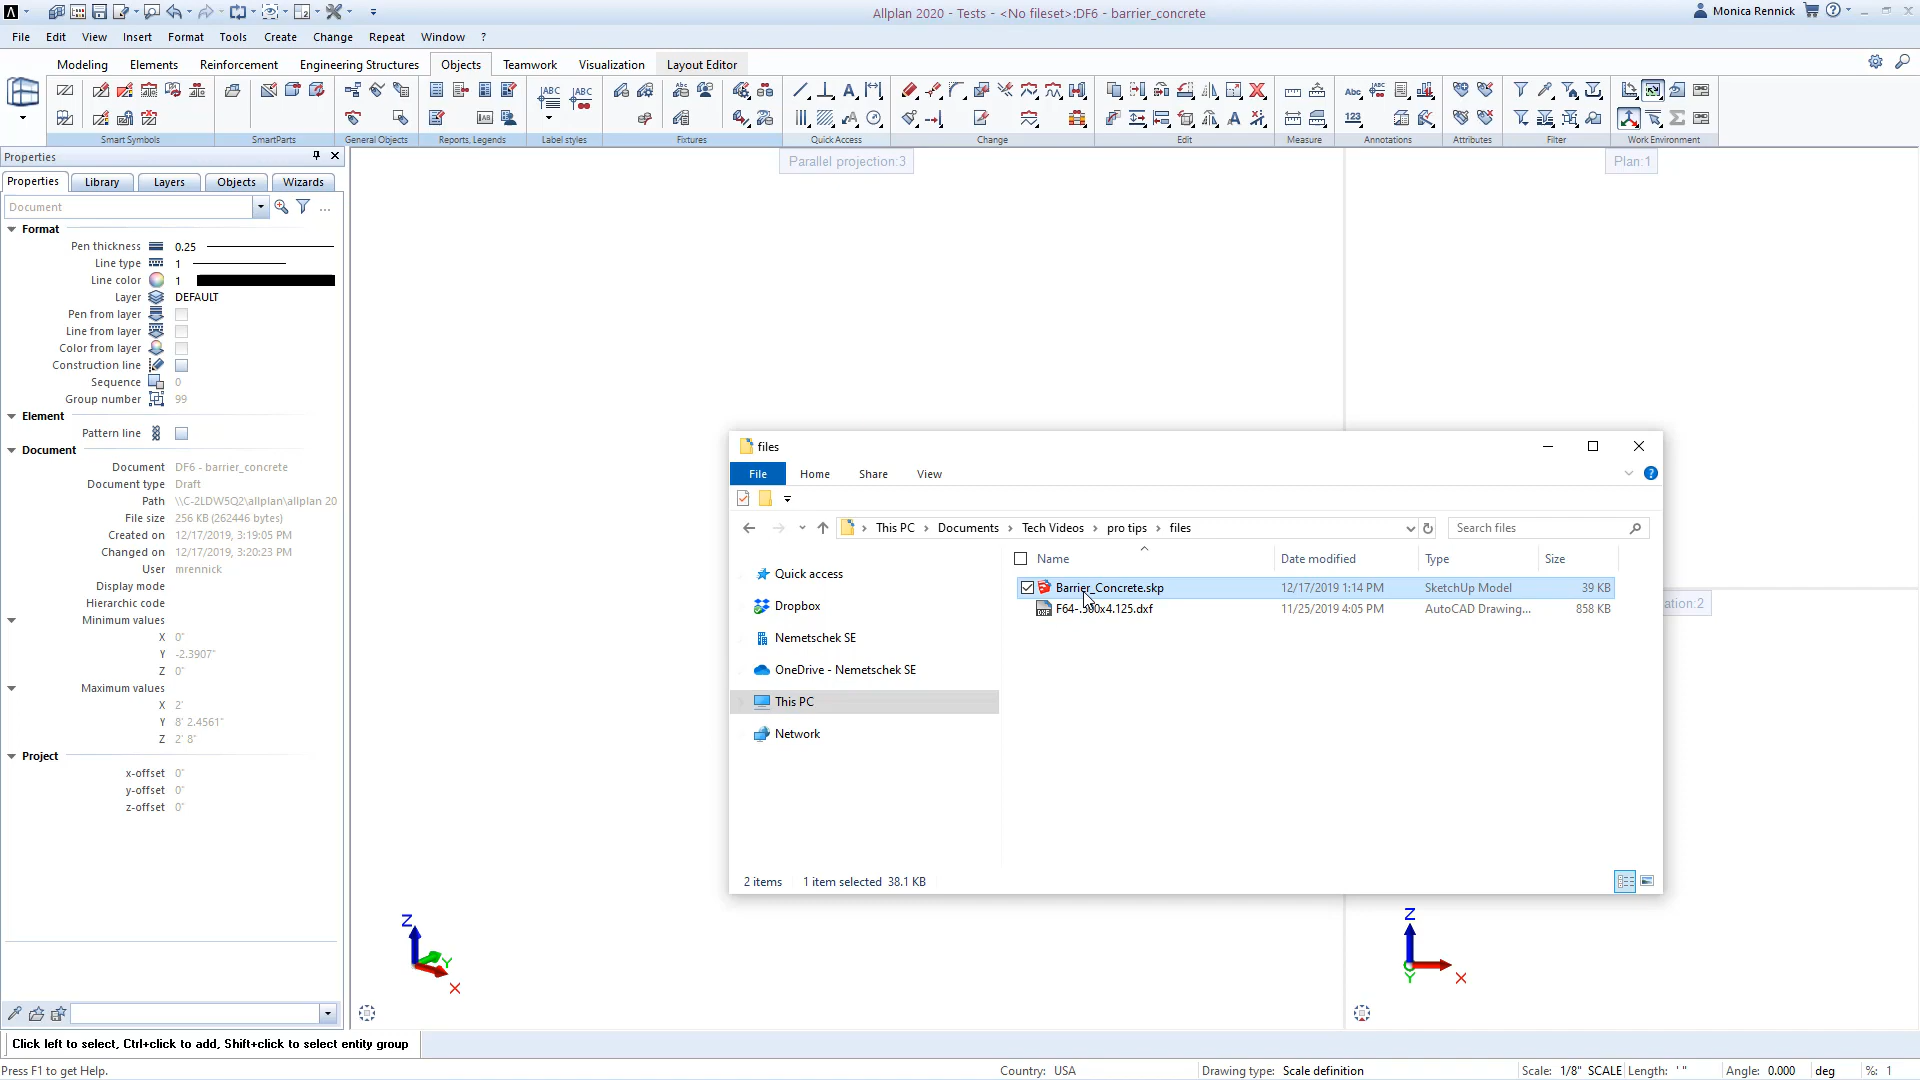 Allplan 2020 - Tests - <No fileset>:DF6 - barrier_concrete
Monica Rennick
File Edit View Insert Format Tools Create Change Repeat Window ?
Modeling Elements Reinforcement Engineering Structures Objects Teamwork Visualization Layout Editor
Smart Symbols SmartParts General Objects Reports, Legends Label styles Fixtures Quick Access Change Edit Measure Annotations Attributes Filter Work Environment
Properties
Parallel projection:3
Plan:1
Properties Library Layers Objects Wizards
Document
Format
Pen thickness 0.25
Line type 1
Line color 1
Layer DEFAULT
Pen from layer
Line from layer
Color from layer
Construction line
Sequence 0
Group number 99
Element
Pattern line
Document
Document DF6 - barrier_concrete
Document type Draft
Path \\C-2LDW5Q2\allplan\allplan 20
File size 256 KB (262446 bytes)
Created on 12/17/2019, 3:19:05 PM
Changed on 12/17/2019, 3:20:23 PM
User mrennick
Display mode
Hierarchic code
Minimum values
X 0"
Y -2.3907"
Z 0"
Maximum values
X 2'
Y 8' 2.4561"
Z 2' 8"
Project
x-offset 0"
y-offset 0"
z-offset 0"
files
File Home Share View
This PC > Documents > Tech Videos > pro tips > files
Search files
Name Date modified Type Size
Barrier_Concrete.skp 12/17/2019 1:14 PM SketchUp Model 39 KB
F64-.500x4.125.dxf 11/25/2019 4:05 PM AutoCAD Drawing... 858 KB
Quick access
Dropbox
Nemetschek SE
OneDrive - Nemetschek SE
This PC
Network
2 items 1 item selected 38.1 KB
ation:2
Z Y X
Z Y X
Click left to select, Ctrl+click to add, Shift+click to select entity group
Press F1 to get Help.
Country: USA Drawing type: Scale definition Scale: 1/8" SCALE Length: ' " Angle: 0.000 deg %: 1